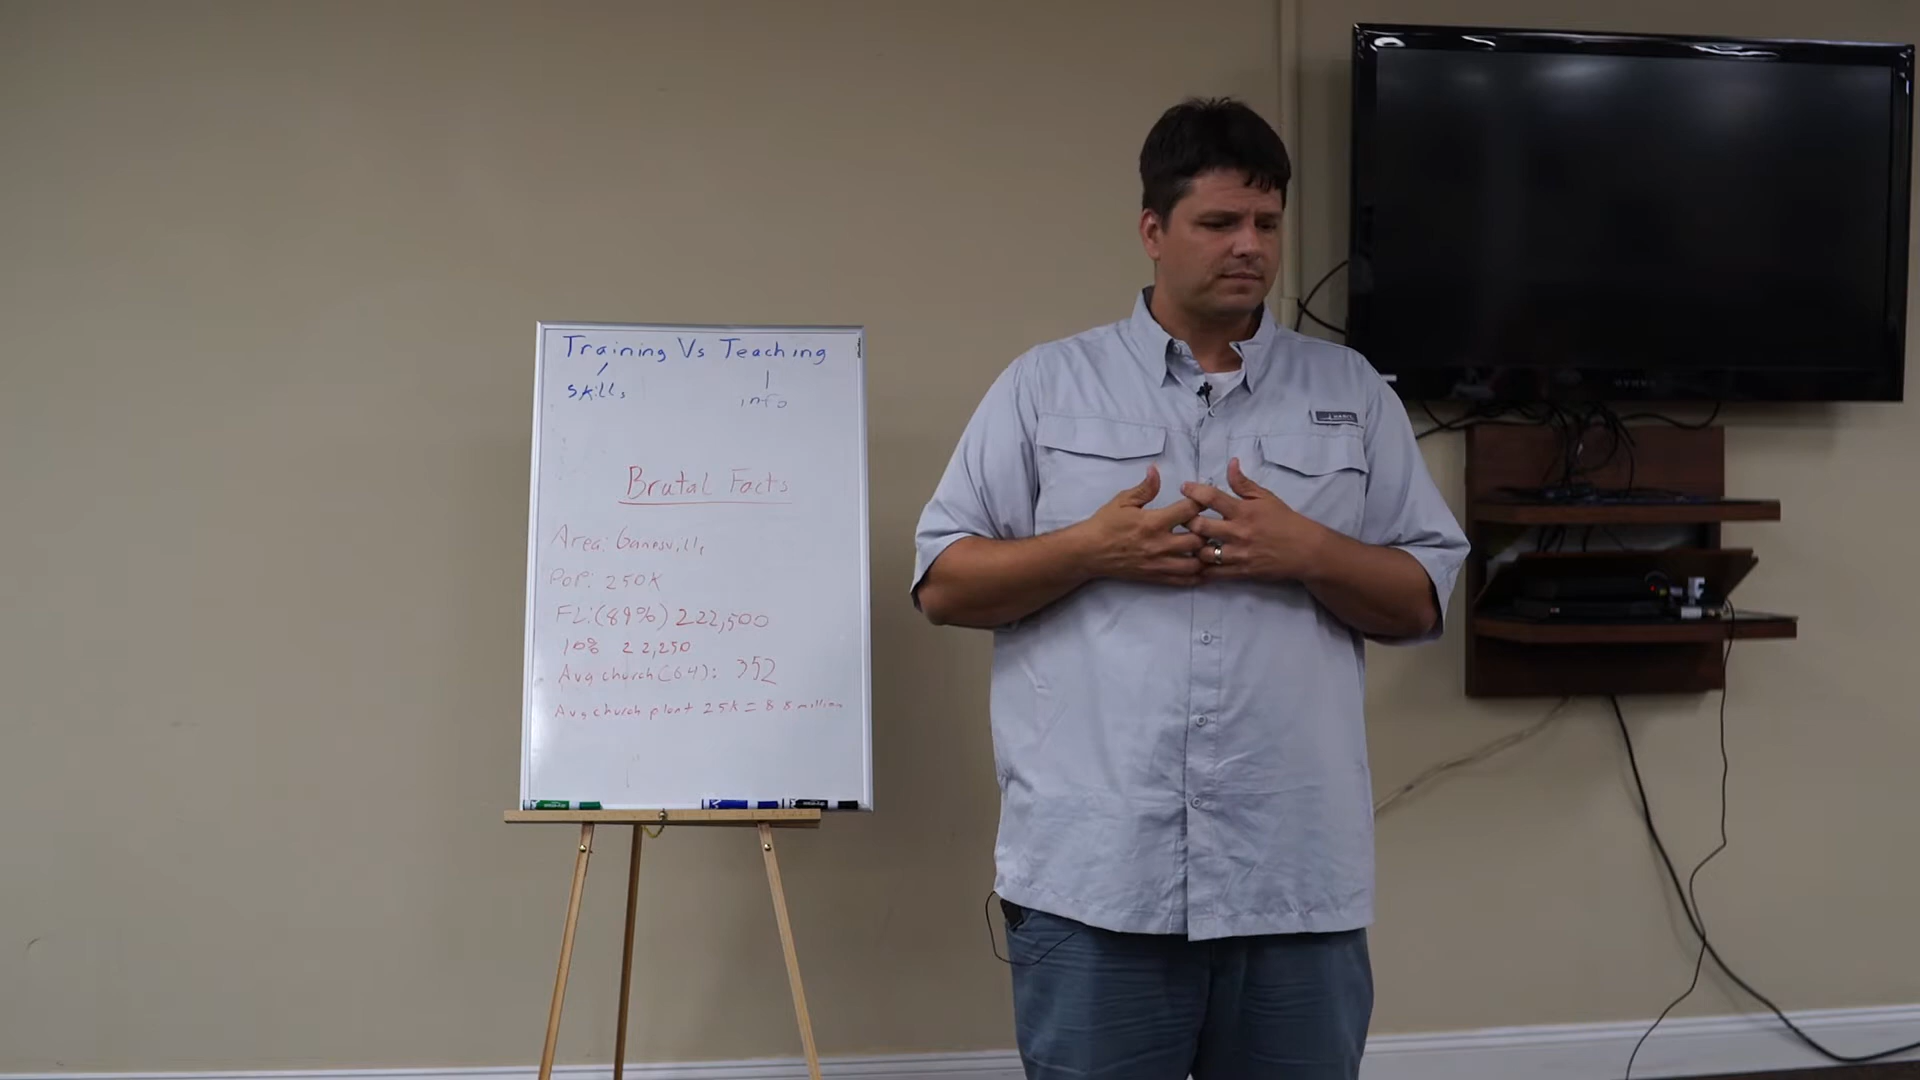 Training Vs Teaching
skills info
Brutal Facts
Area: Ganesville
POP: 250K
FL: (89%) 222,500
10% 22,250
Avg church (64): 352
Avg church plant 25K = 8.8 million